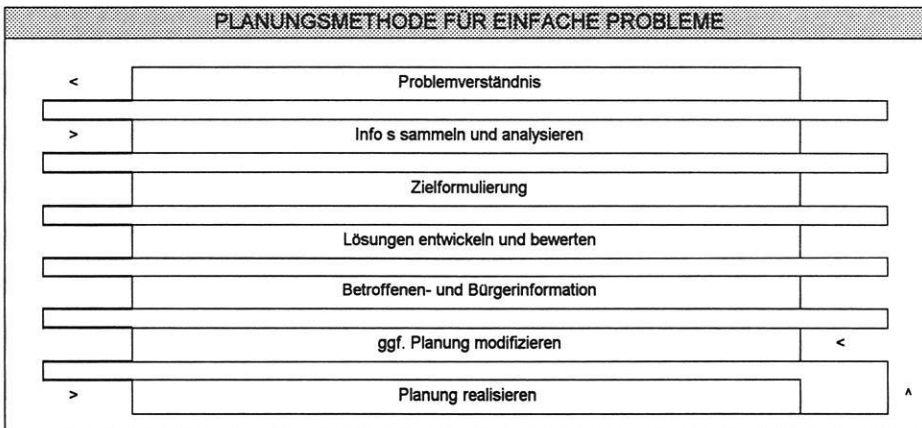 PLANUNGSMETHODE FÜR EINFACHE PROBLEME
< Problemverständnis
> Info s sammeln und analysieren
Zielformulierung
Lösungen entwickeln und bewerten
Betroffenen- und Bürgerinformation
ggf. Planung modifizieren <
> Planung realisieren ^